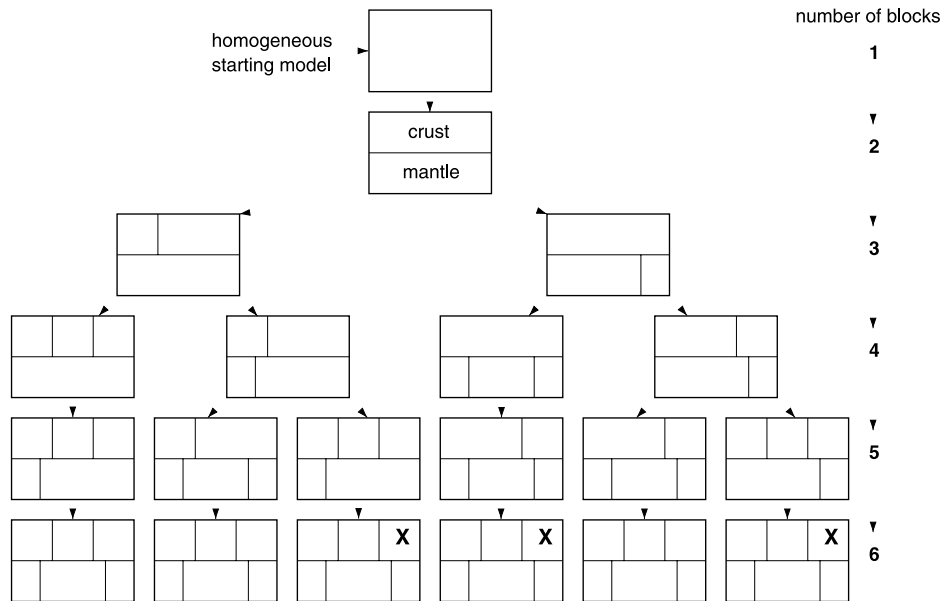 number of blocks
homogeneous
starting model
1
crust
mantle
2
3
4
5
X
X
X
6